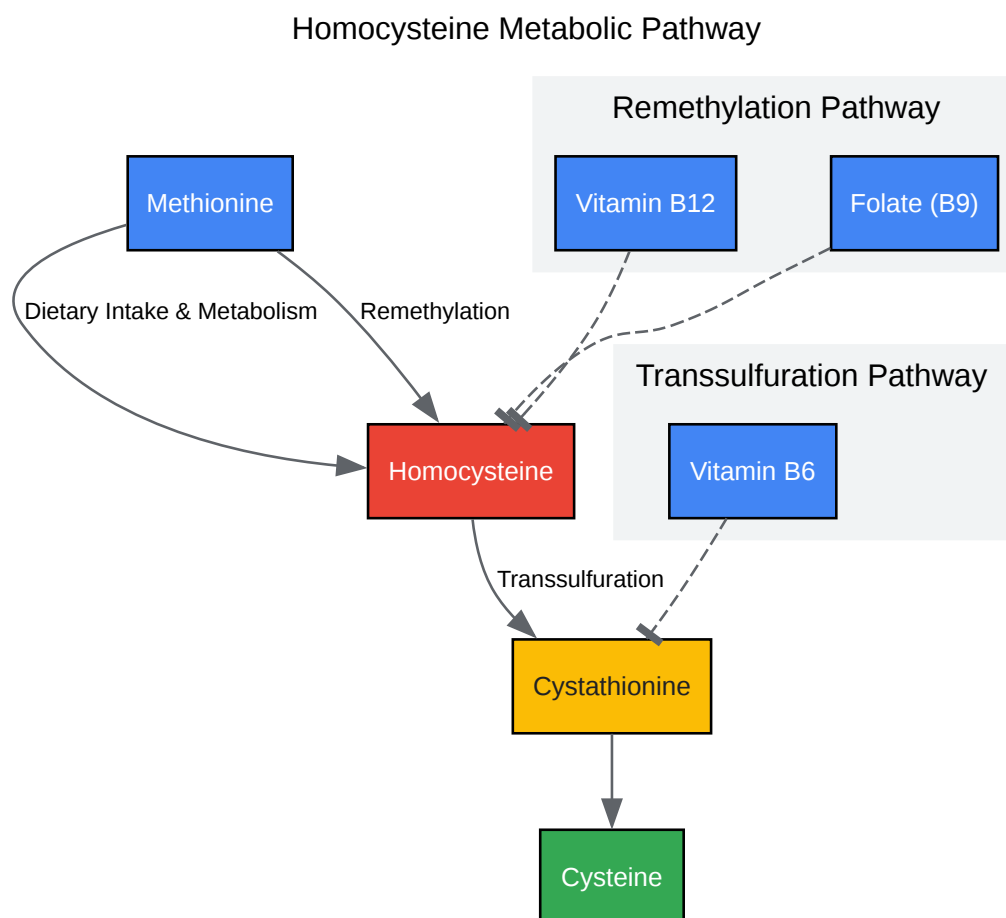 Homocysteine Metabolic Pathway
Remethylation Pathway
Methionine
Vitamin B12
Folate (B9)
Dietary Intake & Metabolism
Remethylation
Transsulfuration Pathway
Homocysteine
Vitamin B6
Transsulfuration
Cystathionine
Cysteine